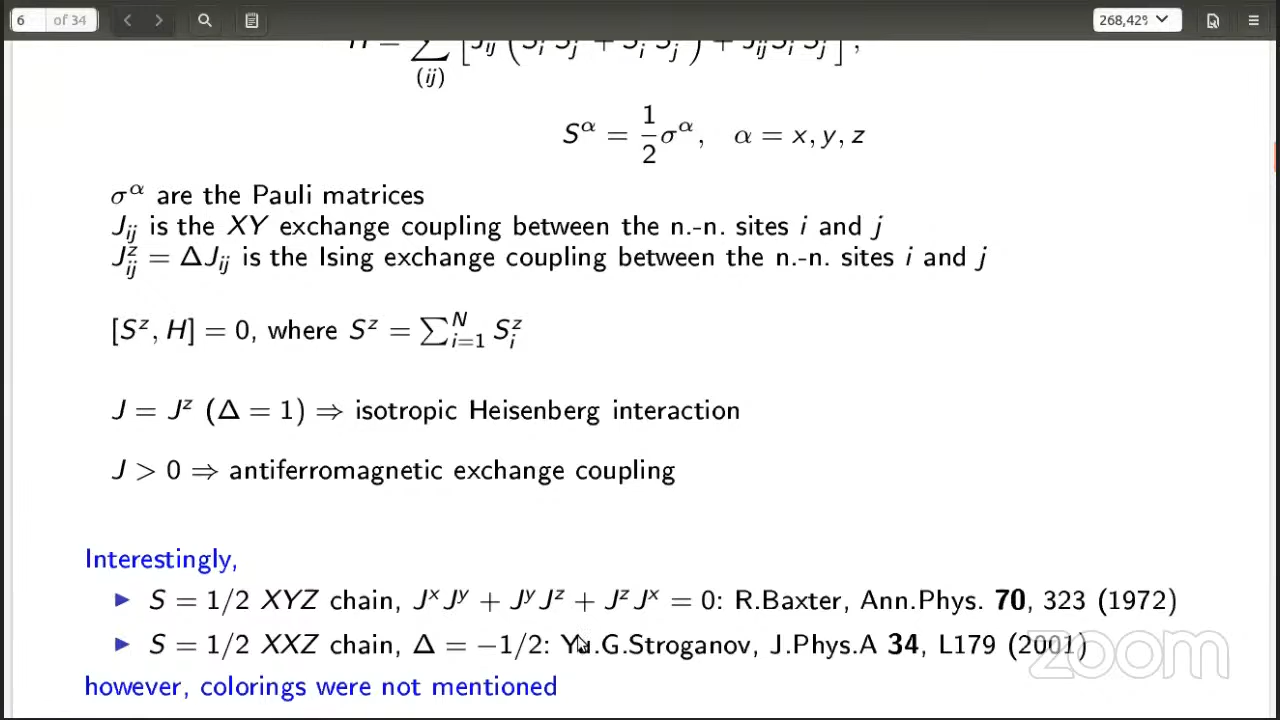 6 of 34 268,42%
(ij)
S^α = 1/2 σ^α, α = x, y, z
σ^α are the Pauli matrices
J_ij is the XY exchange coupling between the n.-n. sites i and j
J^z_ij = ΔJ_ij is the Ising exchange coupling between the n.-n. sites i and j
[S^z, H] = 0, where S^z = ∑^N_{i=1} S^z_i
J = J^z (Δ = 1) ⇒ isotropic Heisenberg interaction
J > 0 ⇒ antiferromagnetic exchange coupling
Interestingly,
▶ S = 1/2 XYZ chain, J^x J^y + J^y J^z + J^z J^x = 0: R.Baxter, Ann.Phys. 70, 323 (1972)
▶ S = 1/2 XXZ chain, Δ = −1/2: Yu.G.Stroganov, J.Phys.A 34, L179 (2001)
zoom
however, colorings were not mentioned